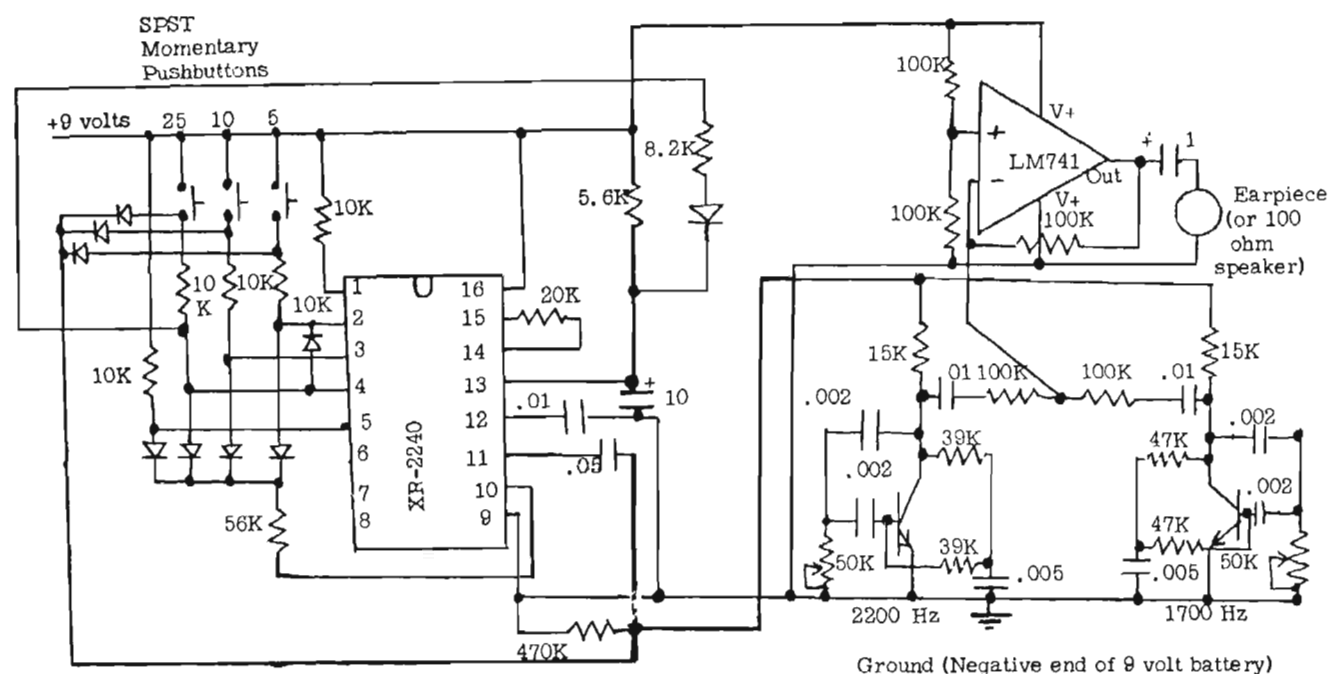 SPST
Momentary
Pushbuttons
+9 volts
25
10
5
10K
8.2K
5.6K
100K
+
V+
LM741
Out
-
V+
100K
100K
+
1
Earpiece
(or 100
ohm
speaker)
10
K
10K
10K
10K
1
2
3
4
5
6
7
8
XR-2240
16
15
14
13
12
11
10
9
20K
.01
.05
+
10
56K
470K
15K
15K
.01
100K
100K
.01
.002
.002
39K
39K
50K
.005
2200 Hz
47K
47K
.002
.002
50K
.005
1700 Hz
Ground (Negative end of 9 volt battery)